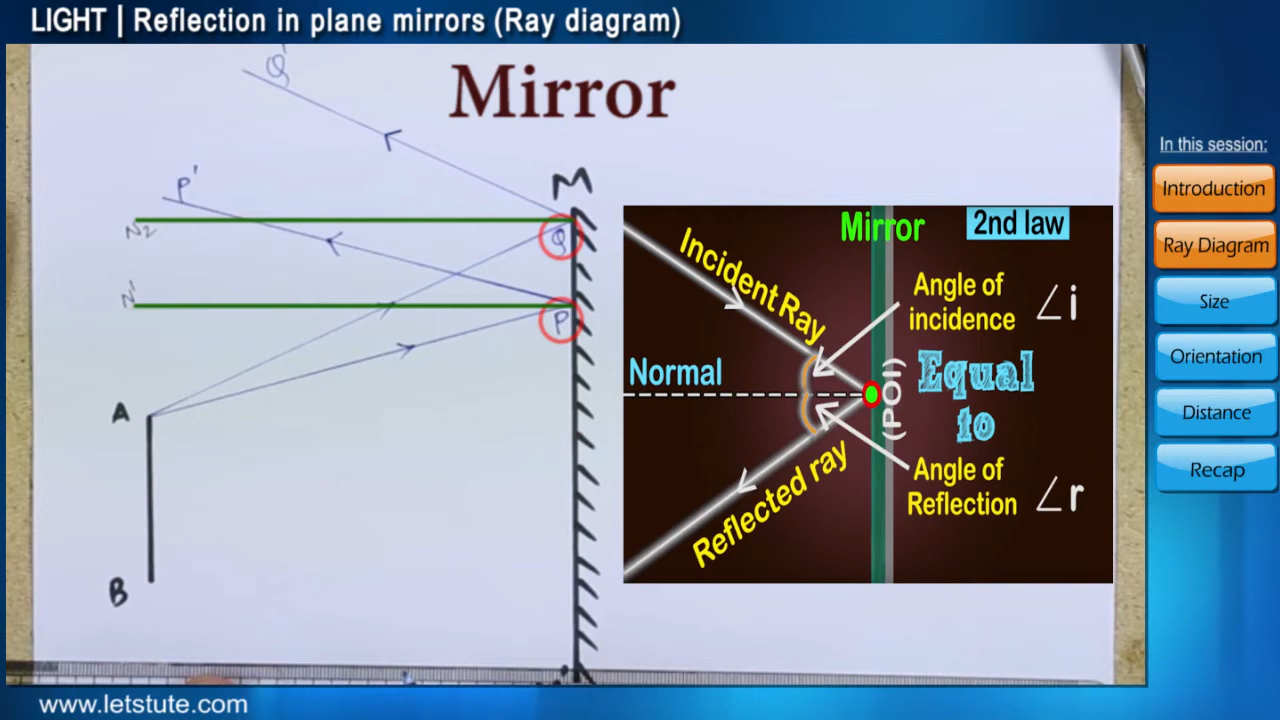 LIGHT | Reflection in plane mirrors (Ray diagram)
Mirror
Q'
P'
M
N2
Q
N'
P
A
B
Mirror
2nd law
Incident Ray
Angle of
incidence
∠i
Normal
(POI)
Equal
to
Reflected ray
Angle of
Reflection
∠r
In this session:
Introduction
Ray Diagram
Size
Orientation
Distance
Recap
www.letstute.com